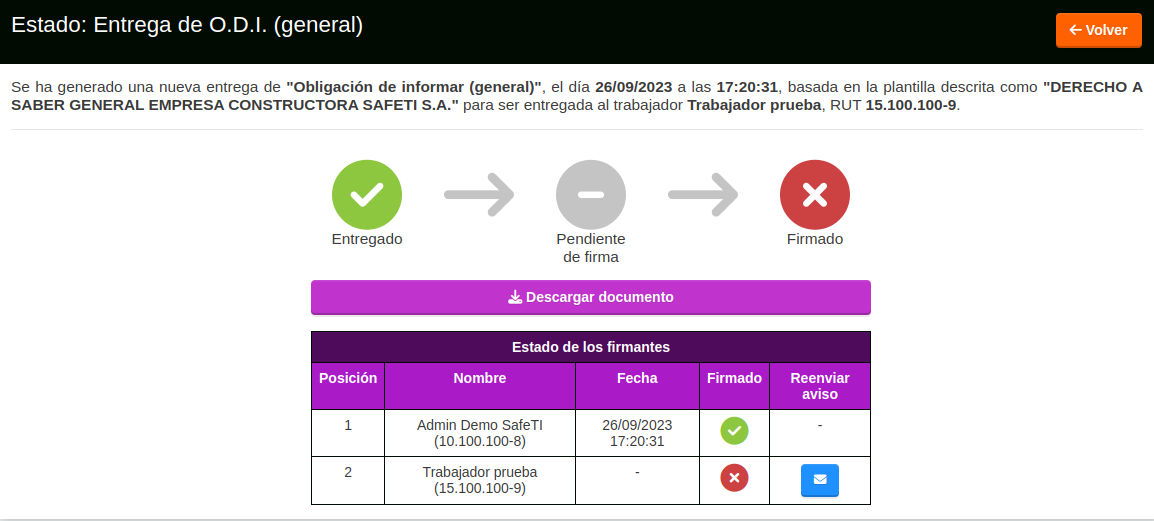 Estado: Entrega de O.D.I. (general)
Volver
Se ha generado una nueva entrega de "Obligación de informar (general)", el día 26/09/2023 a las 17:20:31, basada en la plantilla descrita como "DERECHO A
SABER GENERAL EMPRESA CONSTRUCTORA SAFETI S.A." para ser entregada al trabajador Trabajador prueba, RUT 15.100.100-9.
Entregado
Pendiente
de firma
Firmado
Descargar documento
Estado de los firmantes
Posición Nombre Fecha Firmado Reenviar
aviso
1 Admin Demo SafeTI 26/09/2023 -
(10.100.100-8) 17:20:31
2 Trabajador prueba -
(15.100.100-9)